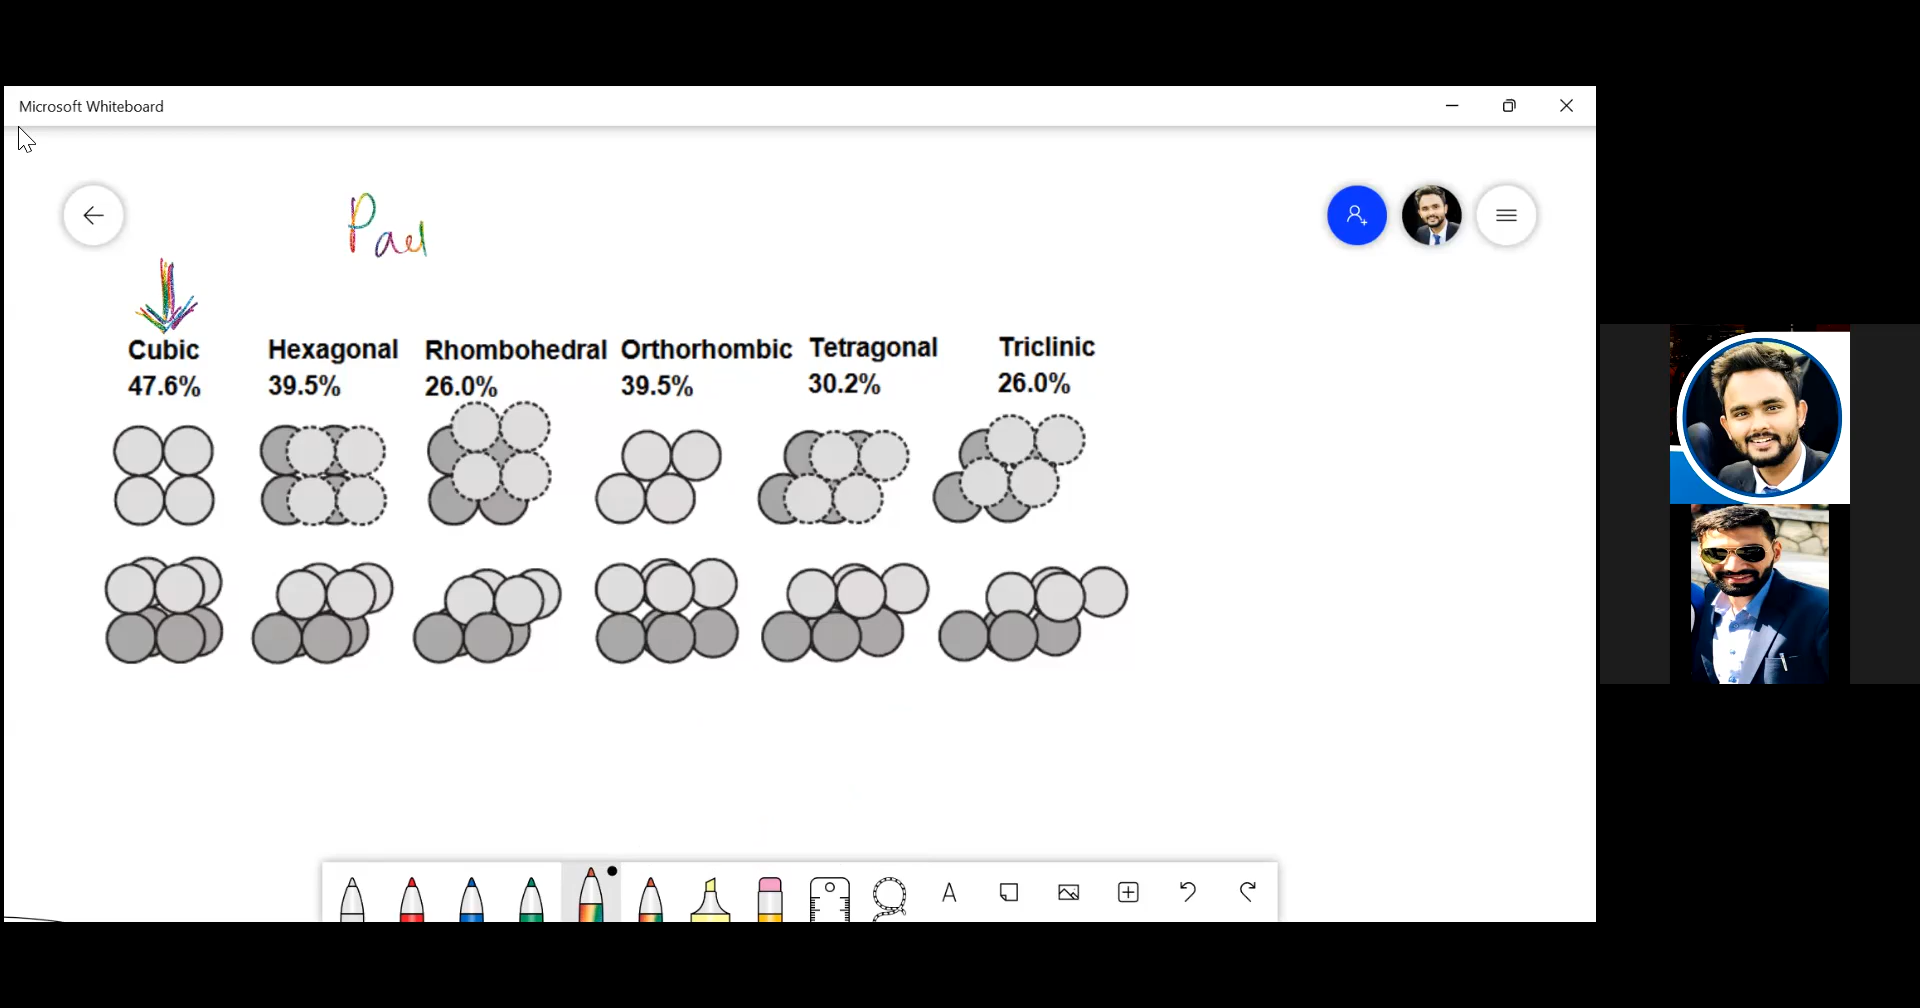 Microsoft Whiteboard
Cubic Hexagonal Rhombohedral Orthorhombic Tetragonal Triclinic
47.6% 39.5% 26.0% 39.5% 30.2% 26.0%